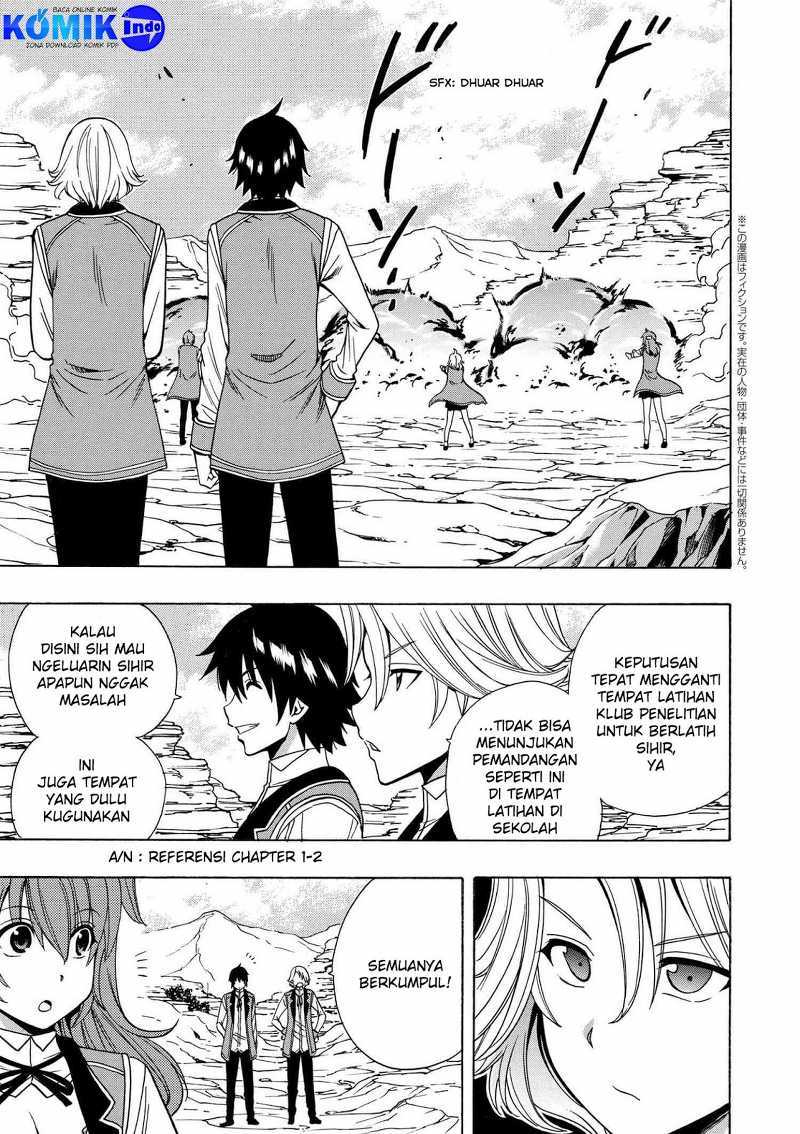 BACA ONLINE KOMIK
KOMIK Indo
ZONA DOWNLOAD KOMIK PDF
ドドド
SFX: DHUAR DHUAR
※この漫画はフィクションです。実在の人物・団体・事件などには一切関係ありません。
KEPUTUSAN
TEPAT MENGGANTI
TEMPAT LATIHAN
KLUB PENELITIAN
UNTUK BERLATIH
SIHIR,
YA
...TIDAK BISA
MENUNJUKAN
PEMANDANGAN
SEPERTI INI
DI TEMPAT
LATIHAN DI
SEKOLAH
KALAU
DISINI SIH MAU
NGELUARIN SIHIR
APAPUN NGGAK
MASALAH
INI
JUGA TEMPAT
YANG DULU
KUGUNAKAN
A/N : REFERENSI CHAPTER 1-2
SEMUANYA
BERKUMPUL!